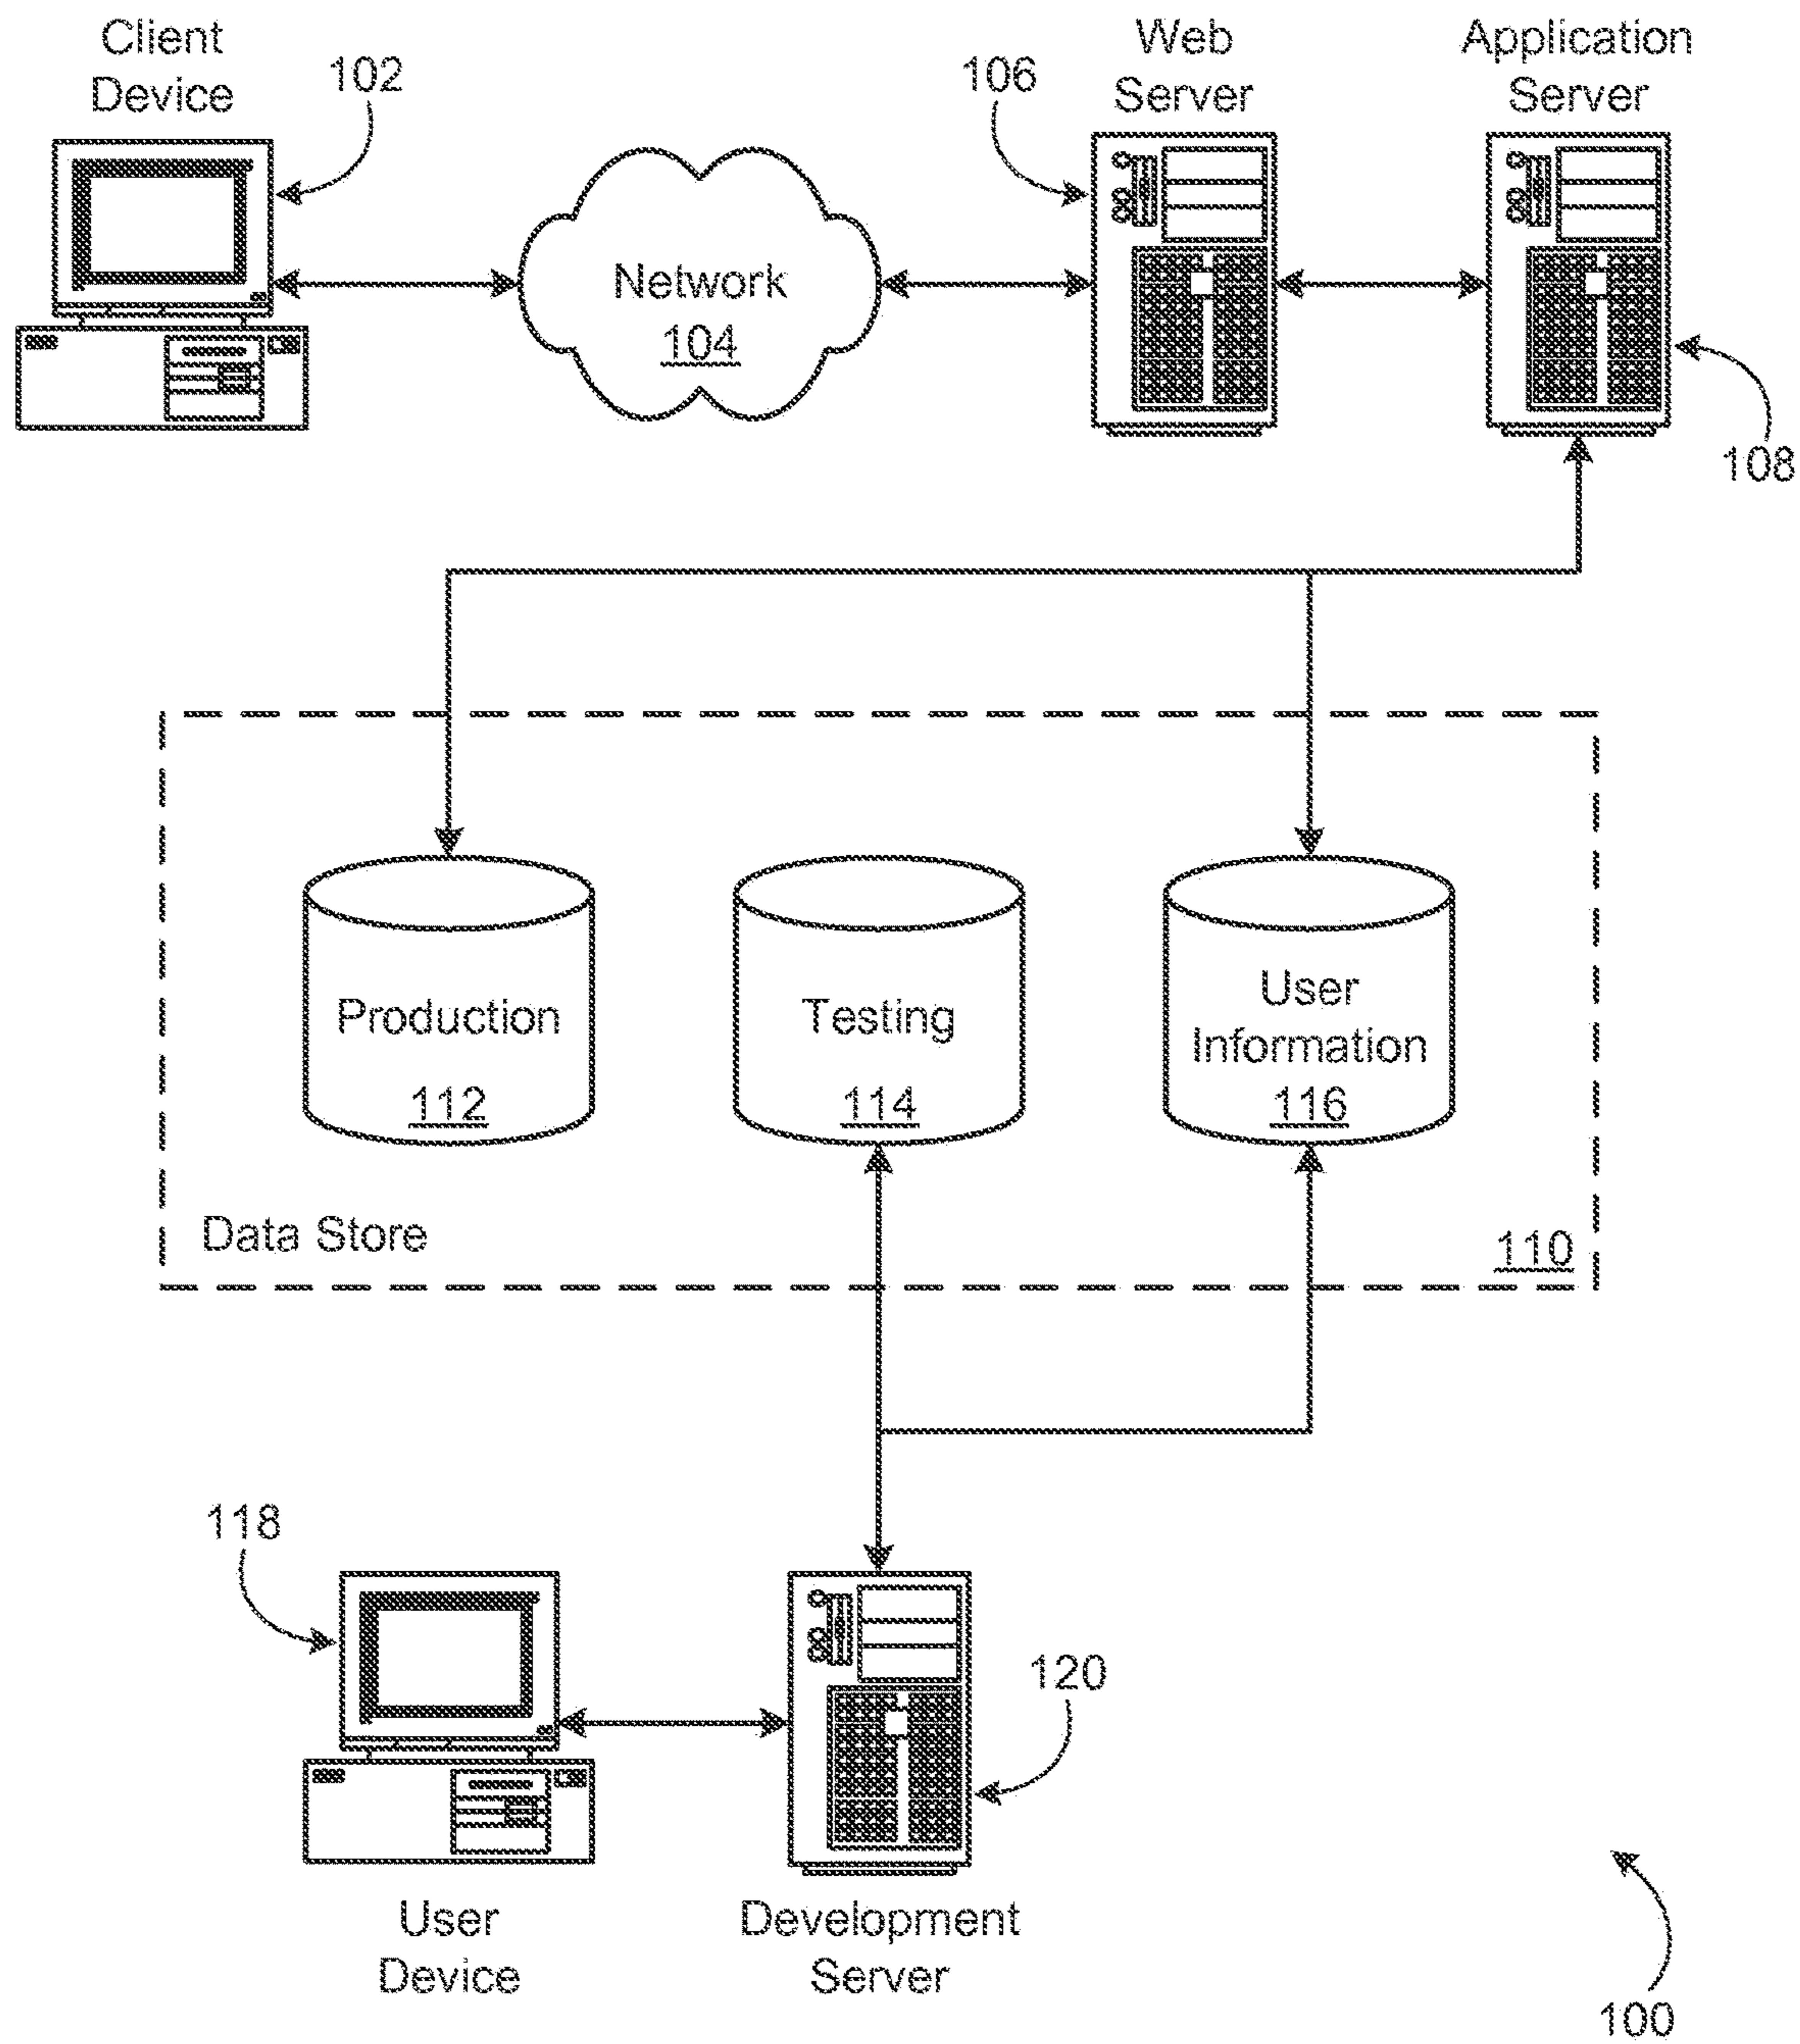 Client
Device
102
Web
Server
106
Application
Server
108
Network
104
Production
112
Testing
114
User
Information
116
Data Store
110
118
120
User
Device
Development
Server
100